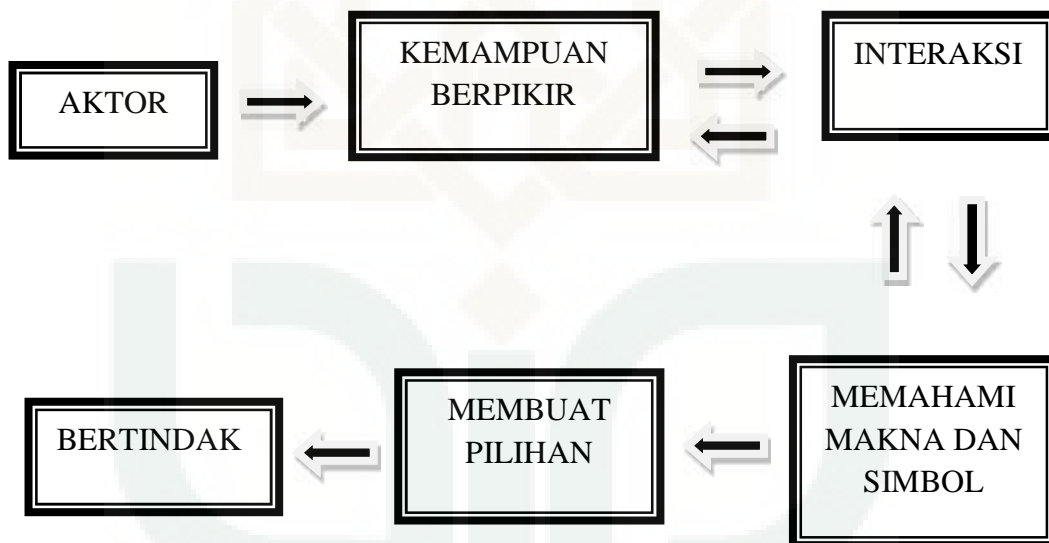 AKTOR
KEMAMPUAN
BERPIKIR
INTERAKSI
MEMAHAMI
MAKNA DAN
SIMBOL
MEMBUAT
PILIHAN
BERTINDAK